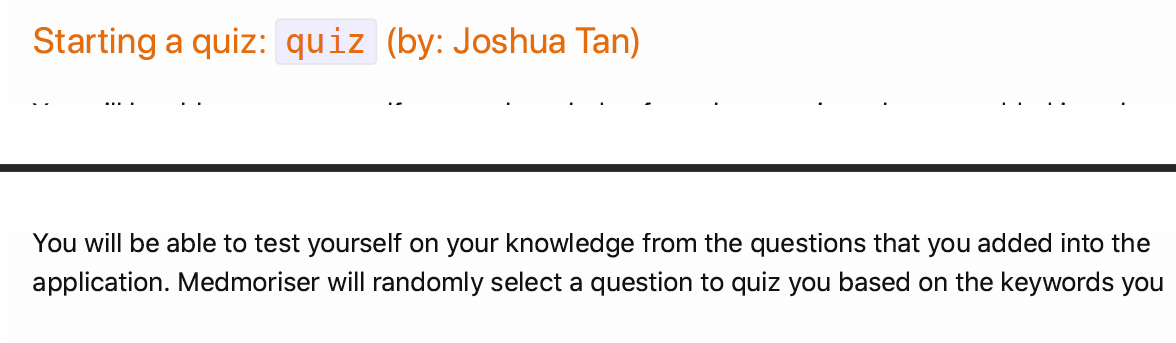 Starting a quiz: quiz (by: Joshua Tan)
You will be able to test yourself on your knowledge from the questions that you added into the
application. Medmoriser will randomly select a question to quiz you based on the keywords you